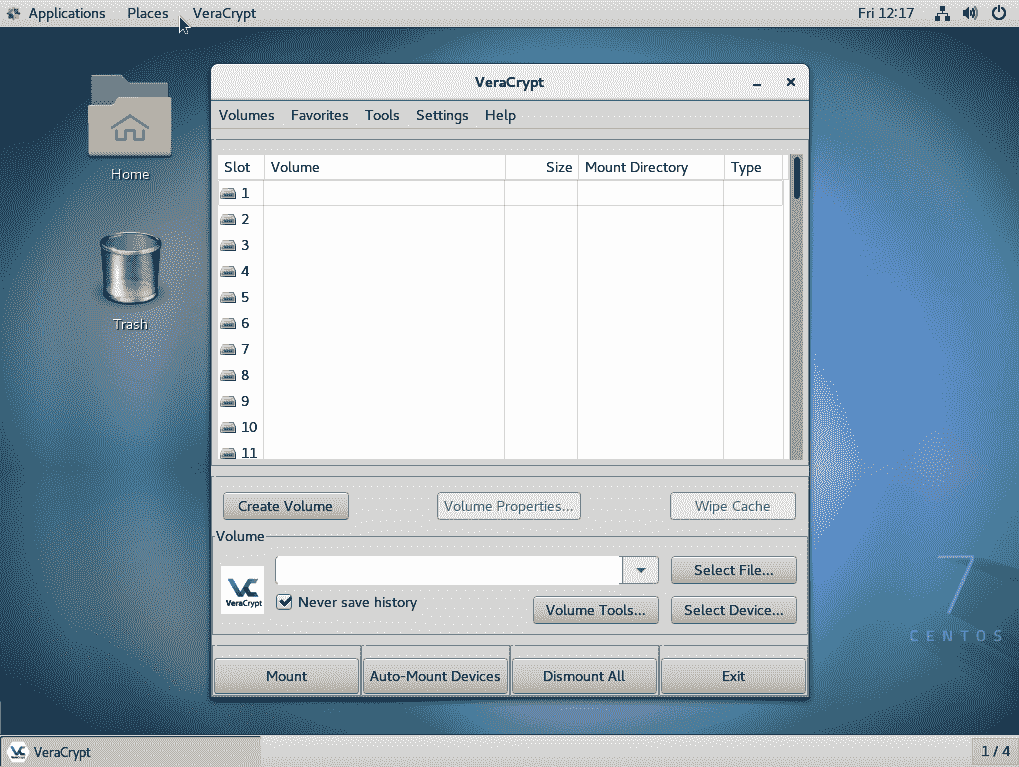 Applications Places VeraCrypt Fri 12:17
VeraCrypt
Volumes Favorites Tools Settings Help
Slot Volume Size Mount Directory Type
1
2
3
4
5
6
7
8
9
10
11
Home
Trash
Create Volume Volume Properties... Wipe Cache
Volume
VC
VeraCrypt
Select File...
Never save history
Volume Tools... Select Device...
Mount Auto-Mount Devices Dismount All Exit
7
CENTOS
VeraCrypt 1 / 4